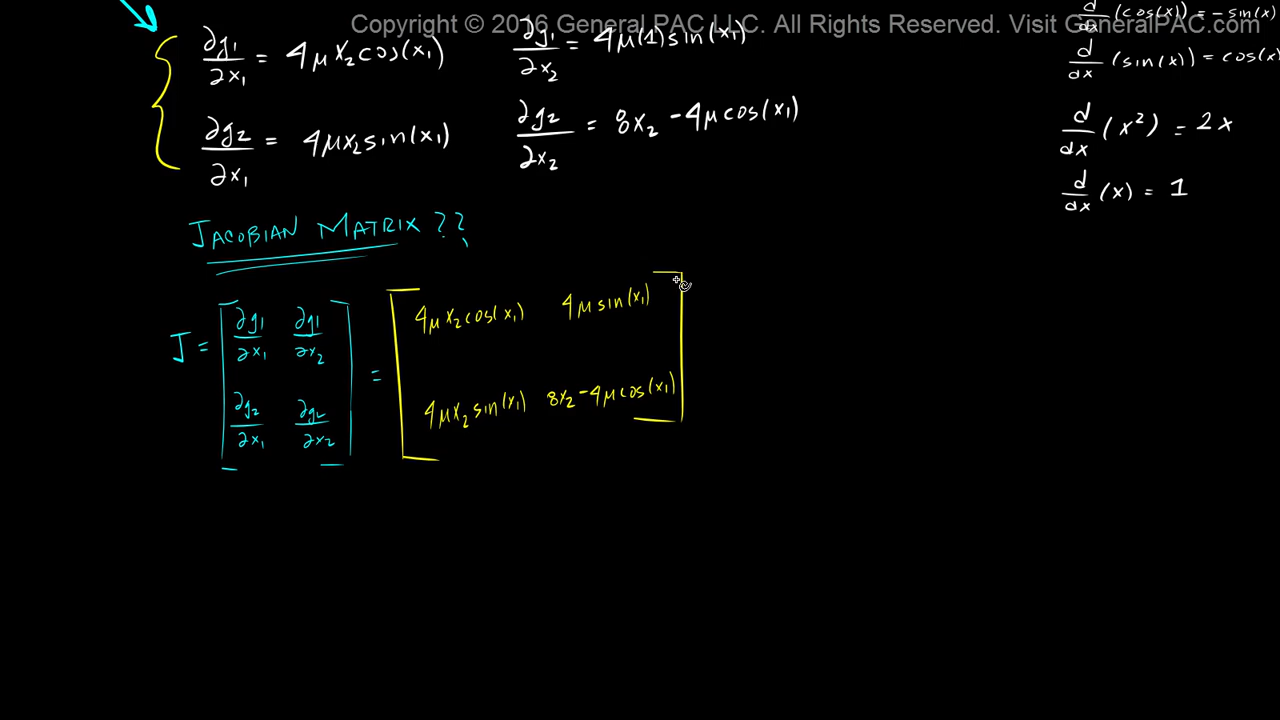 Copyright © 2016 General PAC LLC. All Rights Reserved. Visit GeneralPAC.com
d/dx (cos(x)) = -sin(x)
∂g₁/∂x₁ = 4μx₂cos(x₁)
∂g₁/∂x₂ = 4μ(1)sin(x₁)
d/dx (sin(x)) = cos(x
∂g₂/∂x₁ = 4μx₂sin(x₁)
∂g₂/∂x₂ = 8x₂ - 4μcos(x₁)
d/dx (x²) = 2x
d/dx (x) = 1
JACOBIAN MATRIX ??
J = [ ∂g₁/∂x₁ ∂g₁/∂x₂ ] = [ 4μx₂cos(x₁) 4μsin(x₁) ]
[ ∂g₂/∂x₁ ∂g₂/∂x₂ ] [ 4μx₂sin(x₁) 8x₂-4μcos(x₁) ]